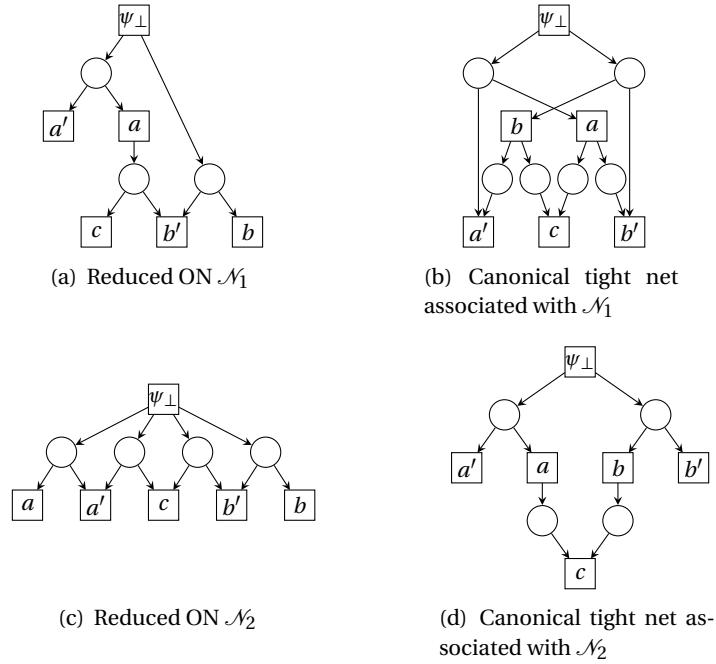 ψ⊥
a′ a
c b′ b
(a) Reduced ON 𝒩1
ψ⊥
b a
a′ c b′
(b) Canonical tight net
associated with 𝒩1
ψ⊥
a a′ c b′ b
(c) Reduced ON 𝒩2
ψ⊥
a′ a b b′
c
(d) Canonical tight net as-
sociated with 𝒩2